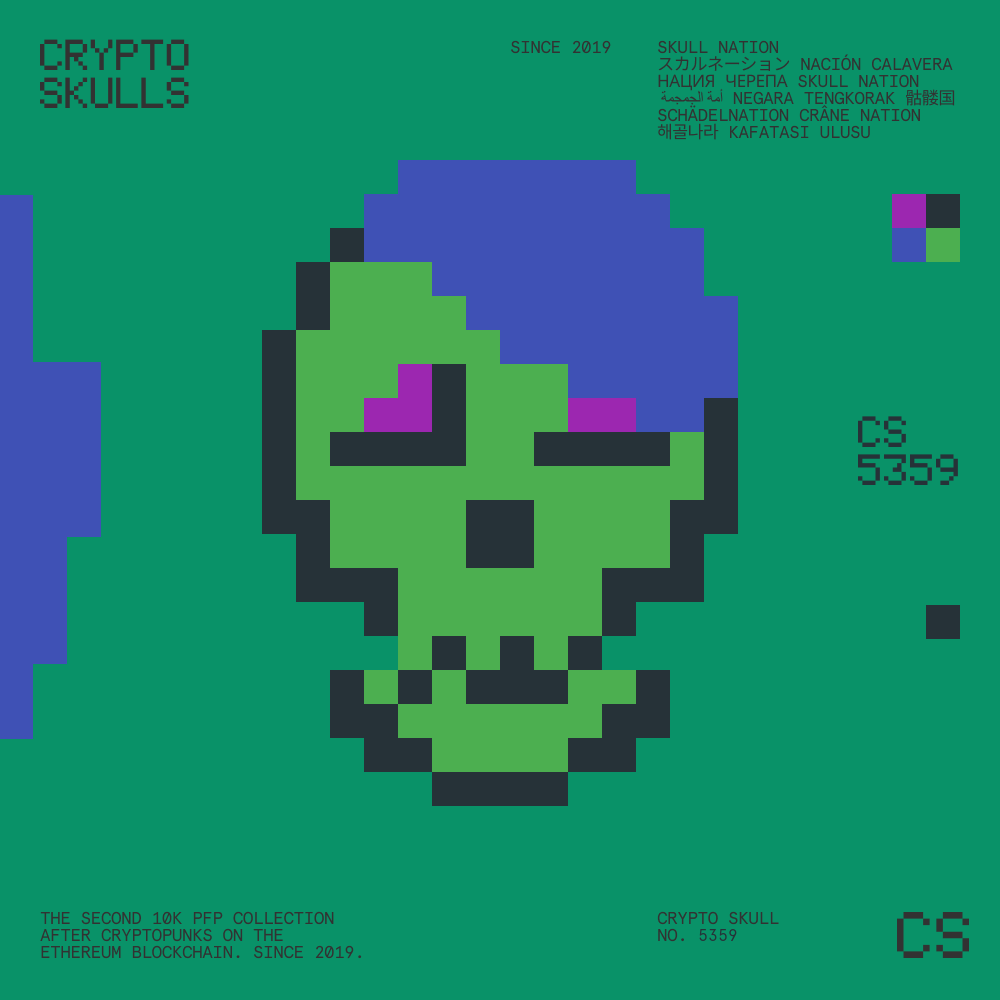 CRYPTO
SKULLS
SINCE 2019
SKULL NATION
スカルネーション NACIÓN CALAVERA
НАЦИЯ ЧЕРЕПА SKULL NATION
أمة الجمجمة NEGARA TENGKORAK 骷髅国
SCHÄDELNATION CRÂNE NATION
해골나라 KAFATASI ULUSU
CS
5359
THE SECOND 10K PFP COLLECTION
AFTER CRYPTOPUNKS ON THE
ETHEREUM BLOCKCHAIN. SINCE 2019.
CRYPTO SKULL
NO. 5359
CS